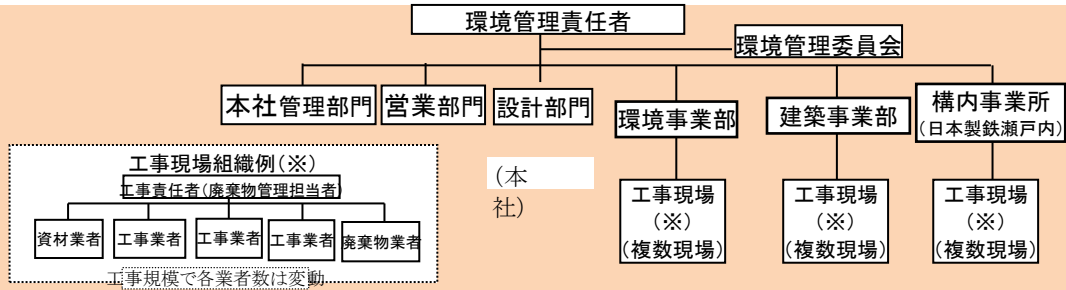 環境管理責任者
環境管理委員会
本社管理部門
営業部門
設計部門
環境事業部
建築事業部
構内事業所
(日本製鉄瀬戸内)
工事現場
(※)
(複数現場)
工事現場
(※)
(複数現場)
工事現場
(※)
(複数現場)
(本
社)
工事現場組織例(※)
工事責任者(廃棄物管理担当者)
資材業者
工事業者
工事業者
工事業者
廃棄物業者
工事規模で各業者数は変動